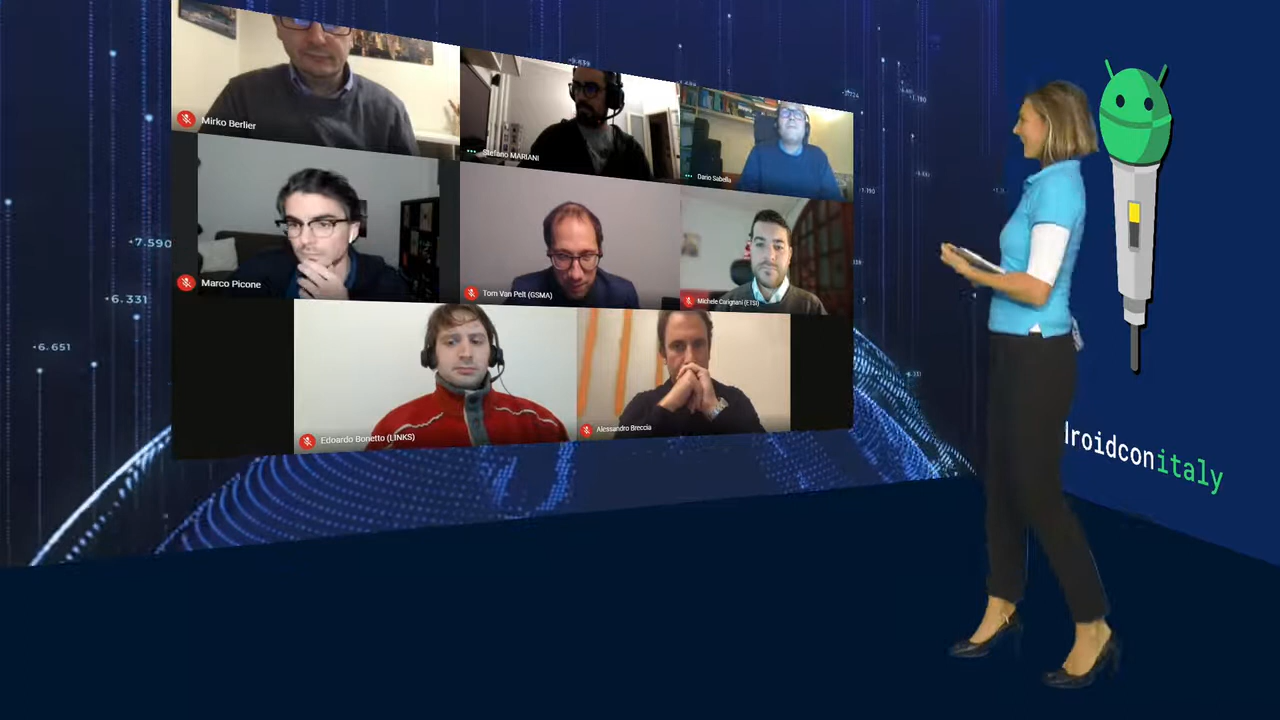 Mirko Berlier
Stefano MARIANI
Dario Sabella
Marco Picone
Tom Van Pelt (GSMA)
Michele Carignani (ETSI)
Edoardo Bonetto (LINKS)
Alessandro Breccia
+7.590
+6.331
+6.651
droidconitaly